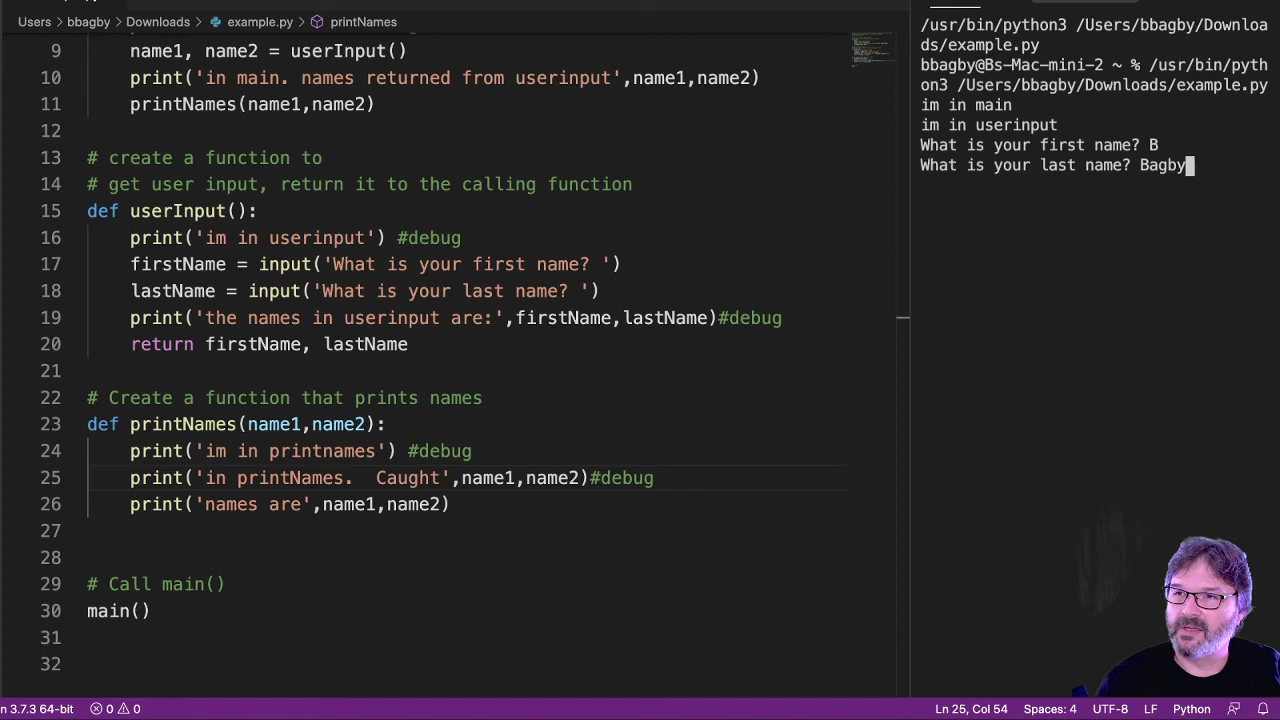 Users > bbagby > Downloads > example.py > printNames
9 name1, name2 = userInput()
10 print('in main. names returned from userinput',name1,name2)
11 printNames(name1,name2)
12
13 # create a function to
14 # get user input, return it to the calling function
15 def userInput():
16 print('im in userinput') #debug
17 firstName = input('What is your first name? ')
18 lastName = input('What is your last name? ')
19 print('the names in userinput are:',firstName,lastName)#debug
20 return firstName, lastName
21
22 # Create a function that prints names
23 def printNames(name1,name2):
24 print('im in printnames') #debug
25 print('in printNames.  Caught',name1,name2)#debug
26 print('names are',name1,name2)
27
28
29 # Call main()
30 main()
31
32
/usr/bin/python3 /Users/bbagby/Downloa
ds/example.py
bbagby@Bs-Mac-mini-2 ~ % /usr/bin/pyth
on3 /Users/bbagby/Downloads/example.py
im in main
im in userinput
What is your first name? B
What is your last name? Bagby
n 3.7.3 64-bit 0 0 Ln 25, Col 54 Spaces: 4 UTF-8 LF Python